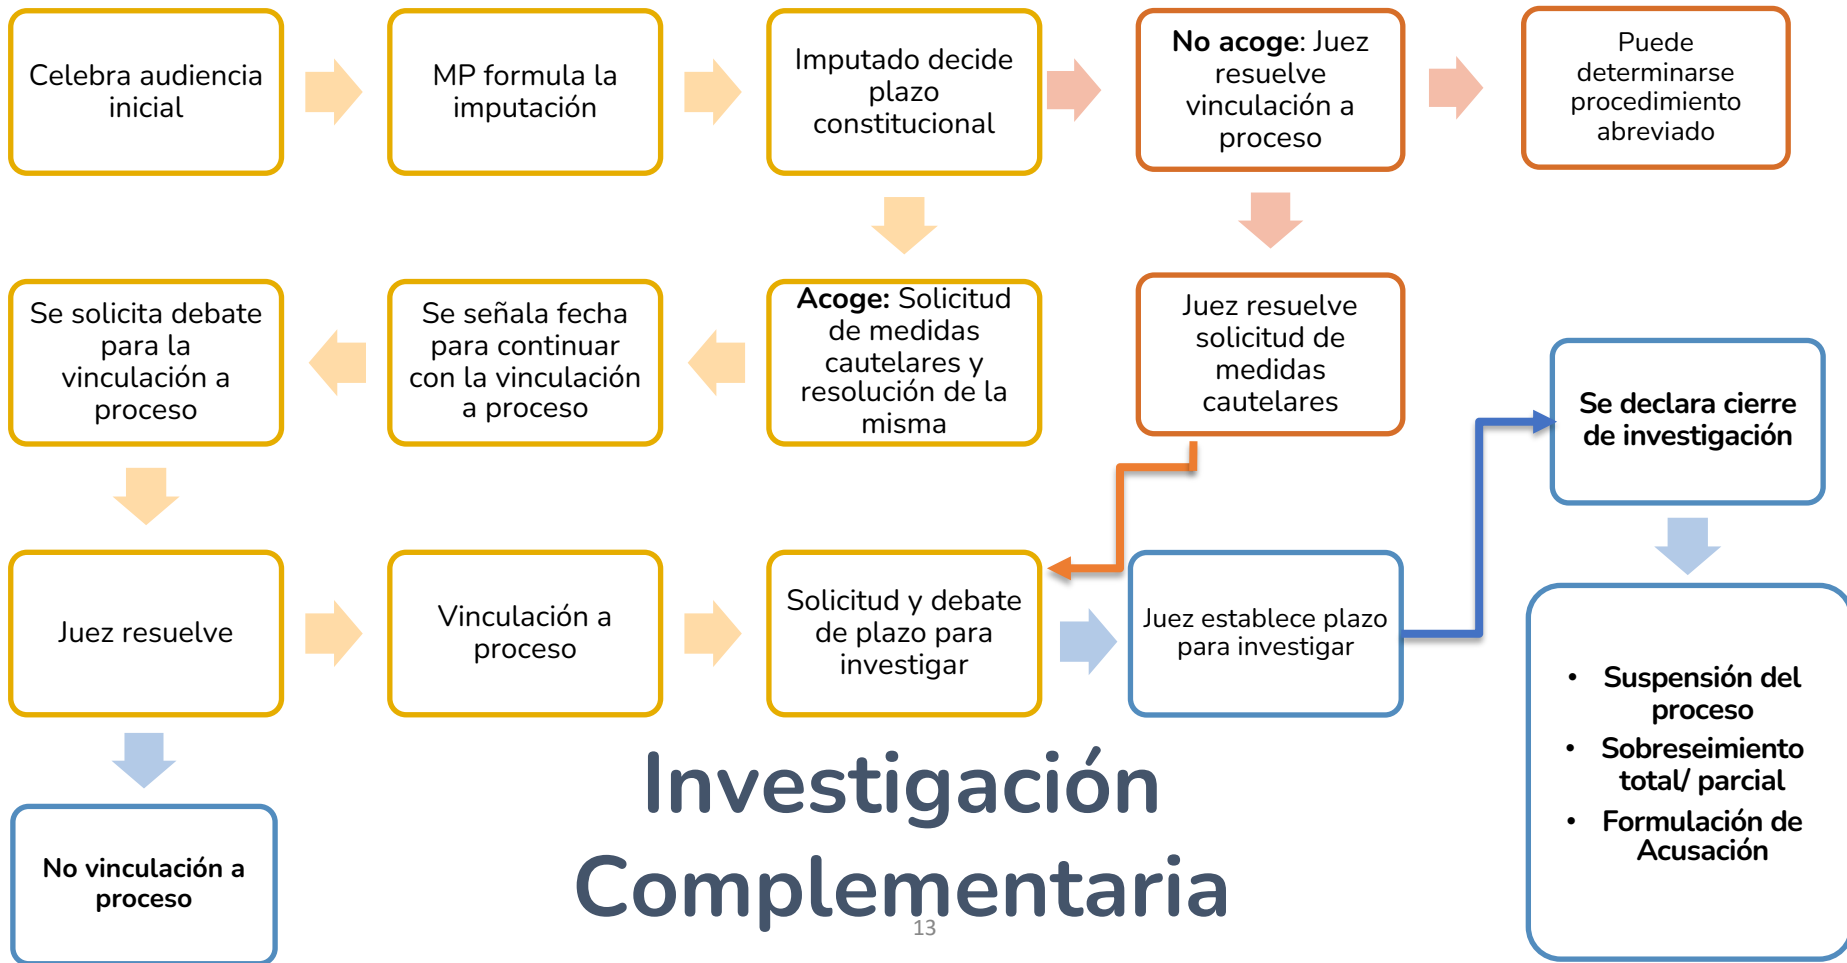 Celebra audiencia
inicial
MP formula la
imputación
Imputado decide
plazo
constitucional
No acoge: Juez
resuelve
vinculación a
proceso
Puede
determinarse
procedimiento
abreviado
Se solicita debate
para la
vinculación a
proceso
Se señala fecha
para continuar
con la vinculación
a proceso
Acoge: Solicitud
de medidas
cautelares y
resolución de la
misma
Juez resuelve
solicitud de
medidas
cautelares
Se declara cierre
de investigación
Juez resuelve
Vinculación a
proceso
Solicitud y debate
de plazo para
investigar
Juez establece plazo
para investigar
• Suspensión del
proceso
• Sobreseimiento
total/ parcial
• Formulación de
Acusación
No vinculación a
proceso
Investigación
Complementaria
13